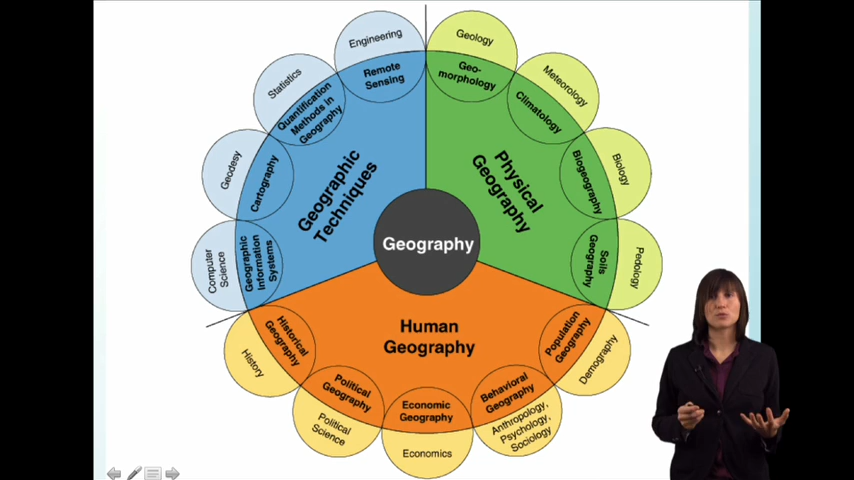 Engineering
Geology
Remote
Sensing
Geo-
morphology
Statistics
Quantification
Methods in
Geography
Meteorology
Climatology
Geodesy
Cartography
Biology
Biogeography
Geographic
Techniques
Physical
Geography
Geography
Computer
Science
Geographic
Information
Systems
Soils
Geography
Pedology
Human
Geography
History
Historical
Geography
Population
Geography
Demography
Political
Geography
Political
Science
Economic
Geography
Economics
Behavioral
Geography
Anthropology,
Psychology,
Sociology